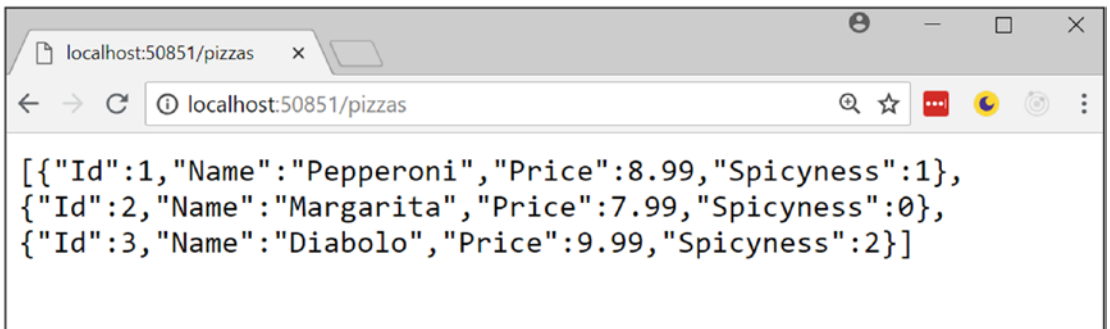 localhost:50851/pizzas
localhost:50851/pizzas
[{"Id":1,"Name":"Pepperoni","Price":8.99,"Spicyness":1},
{"Id":2,"Name":"Margarita","Price":7.99,"Spicyness":0},
{"Id":3,"Name":"Diabolo","Price":9.99,"Spicyness":2}]